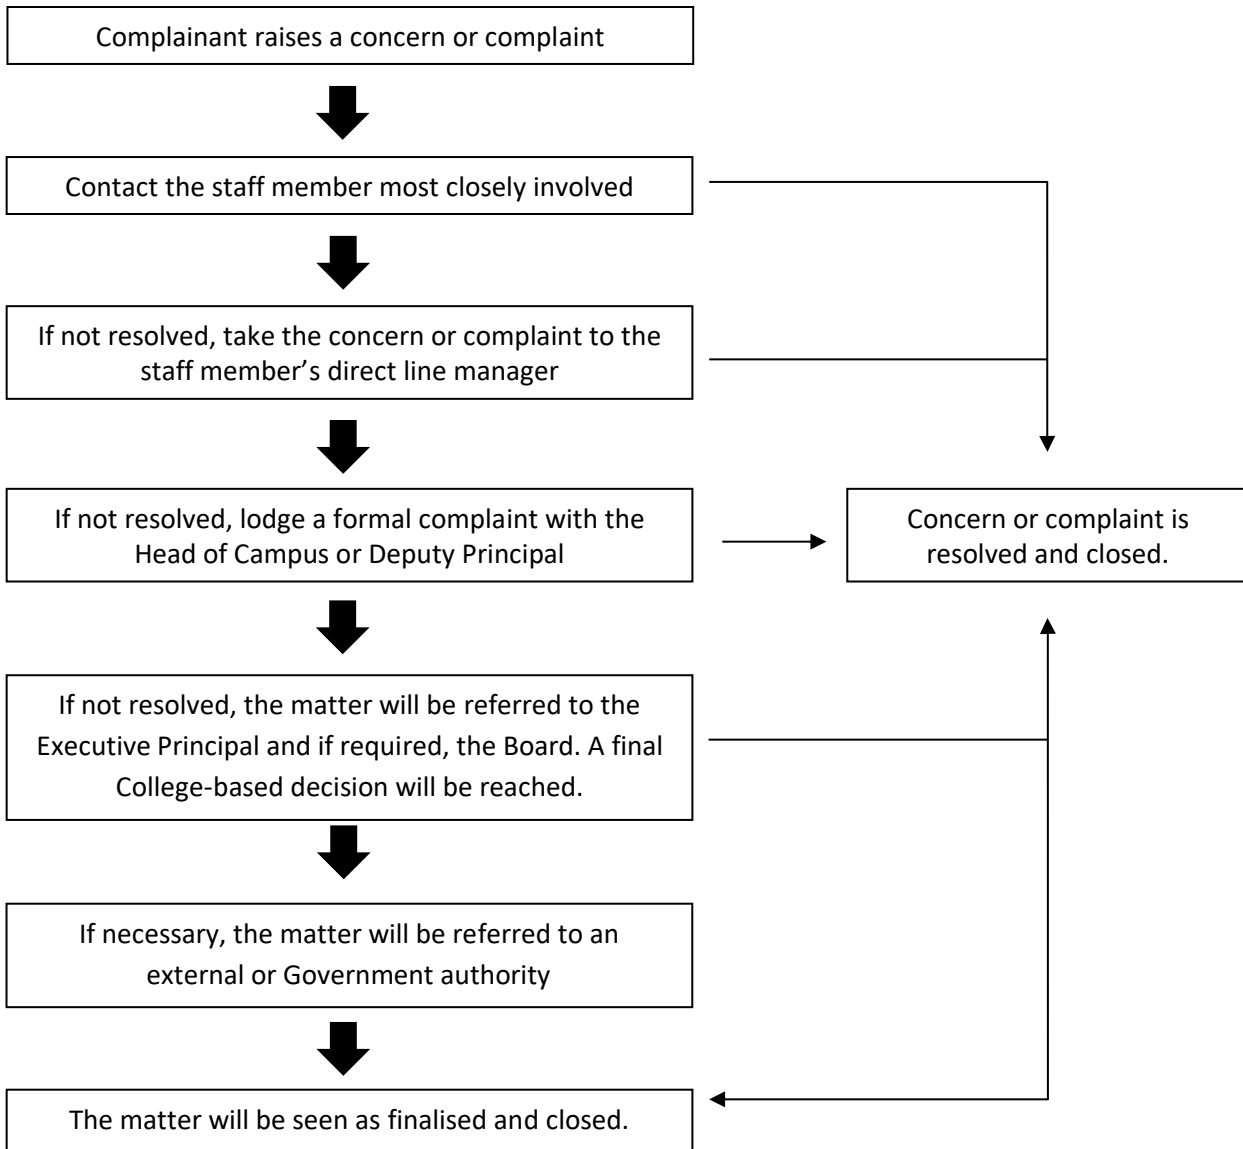 Complainant raises a concern or complaint
Contact the staff member most closely involved
If not resolved, take the concern or complaint to the
staff member’s direct line manager
If not resolved, lodge a formal complaint with the
Head of Campus or Deputy Principal
Concern or complaint is
resolved and closed.
If not resolved, the matter will be referred to the
Executive Principal and if required, the Board. A final
College-based decision will be reached.
If necessary, the matter will be referred to an
external or Government authority
The matter will be seen as finalised and closed.